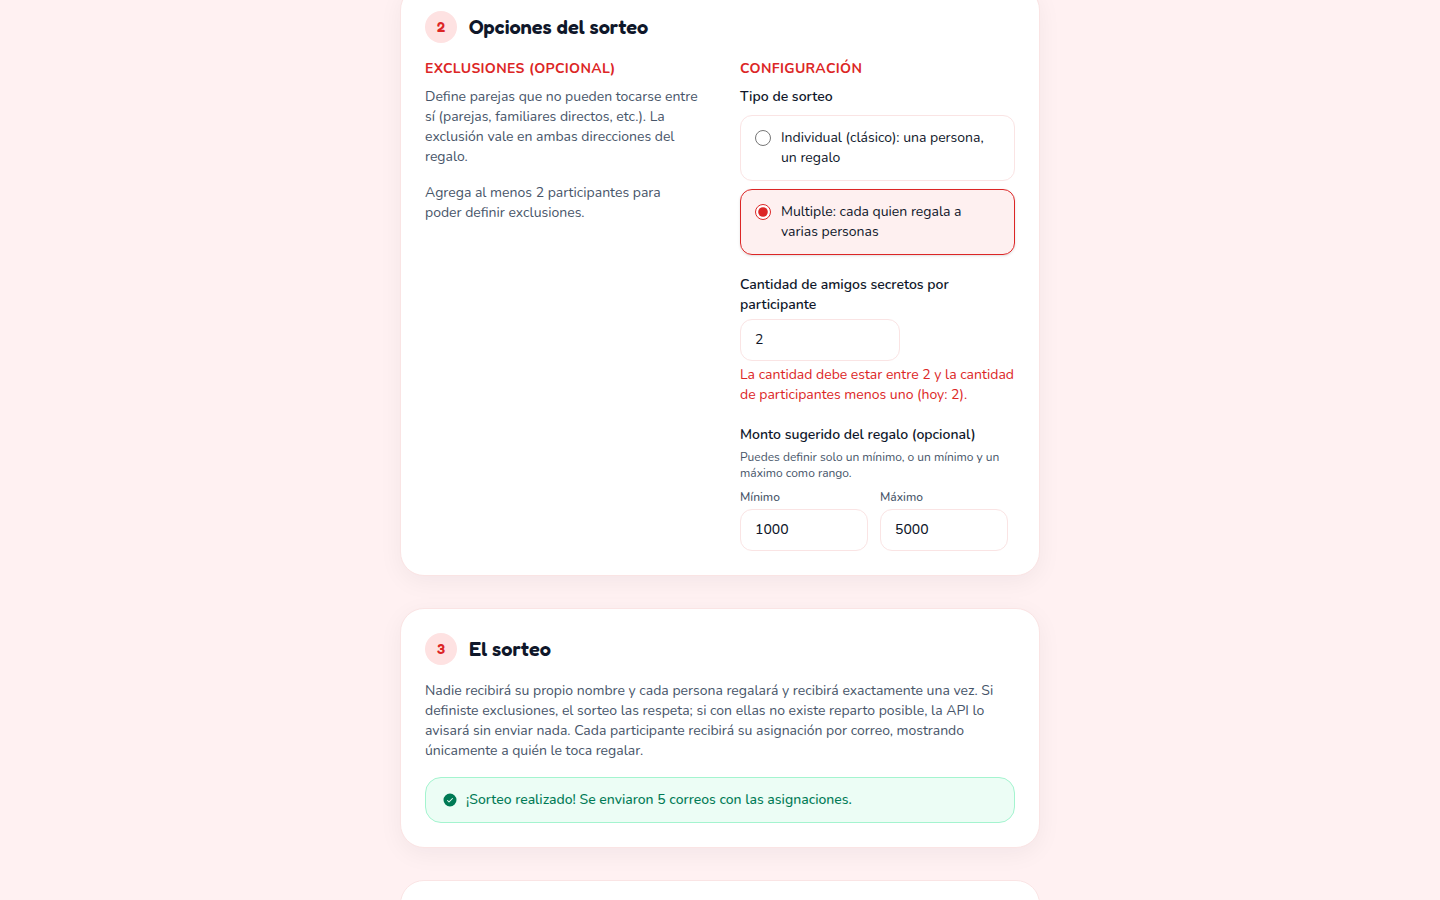 2
Opciones del sorteo
EXCLUSIONES (OPCIONAL)
Define parejas que no pueden tocarse entre
sí (parejas, familiares directos, etc.). La
exclusión vale en ambas direcciones del
regalo.
Agrega al menos 2 participantes para
poder definir exclusiones.
CONFIGURACIÓN
Tipo de sorteo
Individual (clásico): una persona,
un regalo
Multiple: cada quien regala a
varias personas
Cantidad de amigos secretos por
participante
2
La cantidad debe estar entre 2 y la cantidad
de participantes menos uno (hoy: 2).
Monto sugerido del regalo (opcional)
Puedes definir solo un mínimo, o un mínimo y un
máximo como rango.
Mínimo
Máximo
1000
5000
3
El sorteo
Nadie recibirá su propio nombre y cada persona regalará y recibirá exactamente una vez. Si
definiste exclusiones, el sorteo las respeta; si con ellas no existe reparto posible, la API lo
avisará sin enviar nada. Cada participante recibirá su asignación por correo, mostrando
únicamente a quién le toca regalar.
¡Sorteo realizado! Se enviaron 5 correos con las asignaciones.